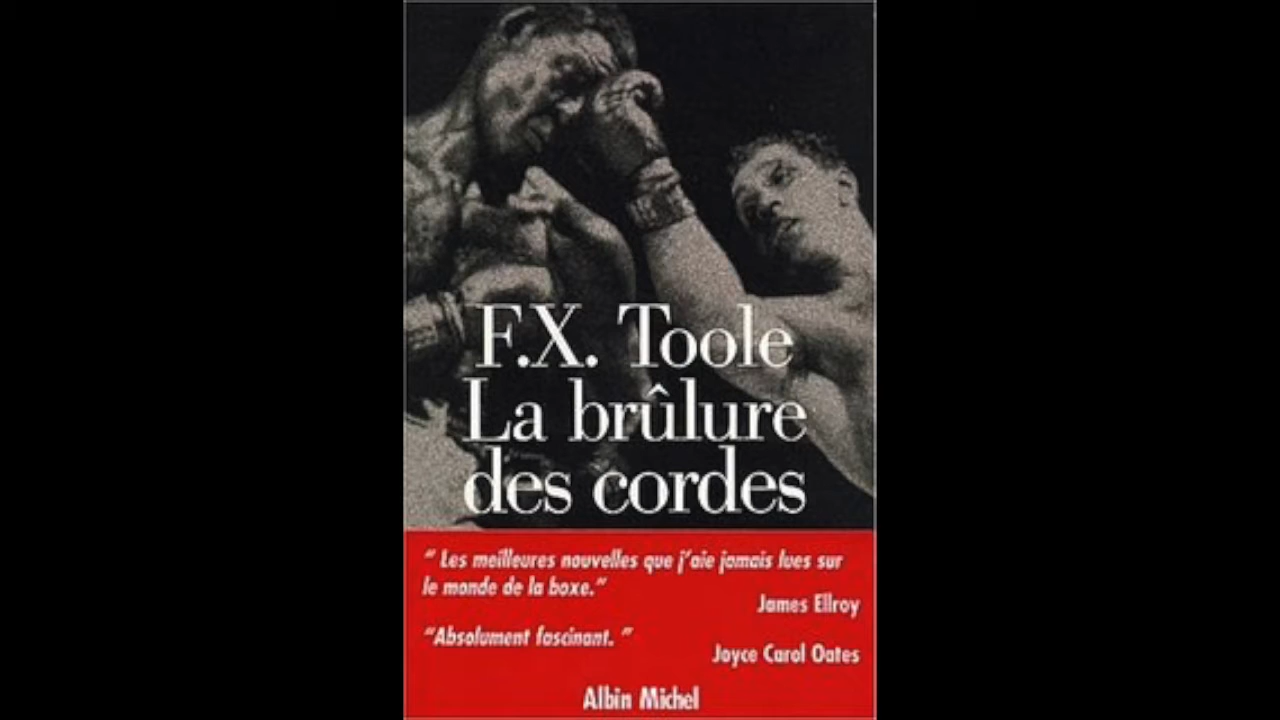 F.X. Toole
La brûlure
des cordes
“ Les meilleures nouvelles que j’aie jamais lues sur
le monde de la boxe.”
James Ellroy
“Absolument fascinant. ”
Joyce Carol Oates
Albin Michel